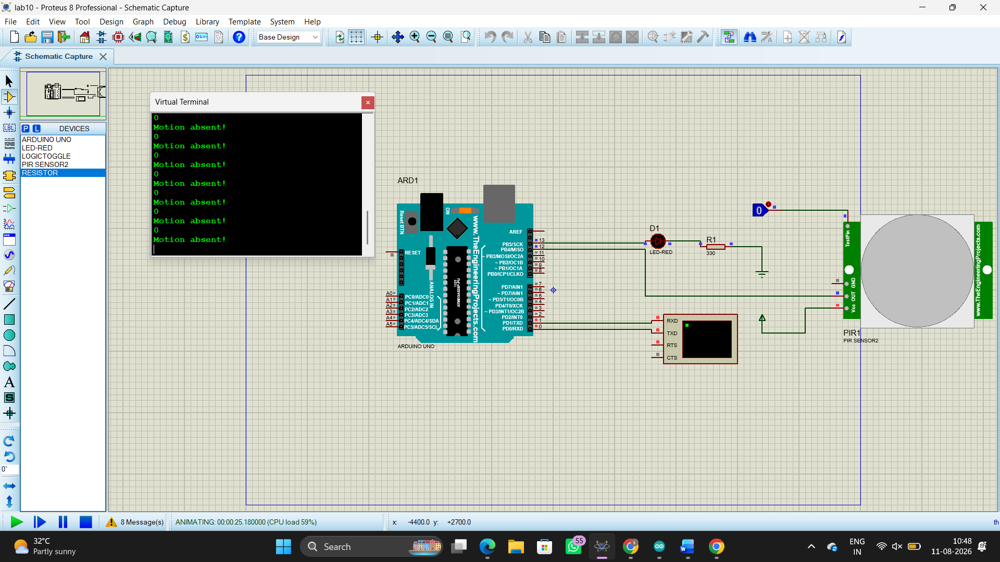 lab10 - Proteus 8 Professional - Schematic Capture
File Edit View Tool Design Graph Debug Library Template System Help
Base Design
Schematic Capture
P L DEVICES
ARDUINO UNO
LED-RED
LOGICTOGGLE
PIR SENSOR2
RESISTOR
LBL
A
S
0°
Virtual Terminal
0
Motion absent!
0
Motion absent!
0
Motion absent!
0
Motion absent!
0
Motion absent!
0
Motion absent!
0
Motion absent!
ARD1
Reset BTN
ON
www.TheEngineeringProjects.com
RESET
ANALOG IN
ATMEGA328P-PU
1121
AREF
PB5/SCK
PB4/MISO
~ PB3/MOSI/OC2A
~ PB2/OC1B
~ PB1/OC1A
PB0/ICP1/CLKO
13
12
11
10
9
8
PD7/AIN1
~ PD7/AIN1
~ PD5/T1/OC0B
PD4/T0/XCK
~ PD3/INT1/OC2B
PD2/INT0
PD1/TXD
PD0/RXD
7
6
5
4
3
2
1
0
A0
A1
A2
A3
A4
A5
PC0/ADC0
PC1/ADC1
PC2/ADC2
PC3/ADC3
PC4/ADC4/SDA
PC5/ADC5/SCL
ARDUINO UNO
D1
LED-RED
R1
330
0
RXD
TXD
RTS
CTS
TestPin
GND
OUT
Vcc
www.TheEngineeringProjects.com
PIR1
PIR SENSOR2
8 Message(s)
ANIMATING: 00:00:25.180000 (CPU load 59%)
x: -4400.0 y: +2700.0
th
32°C
Partly sunny
Search
55
ENG
IN
10:48
11-08-2026